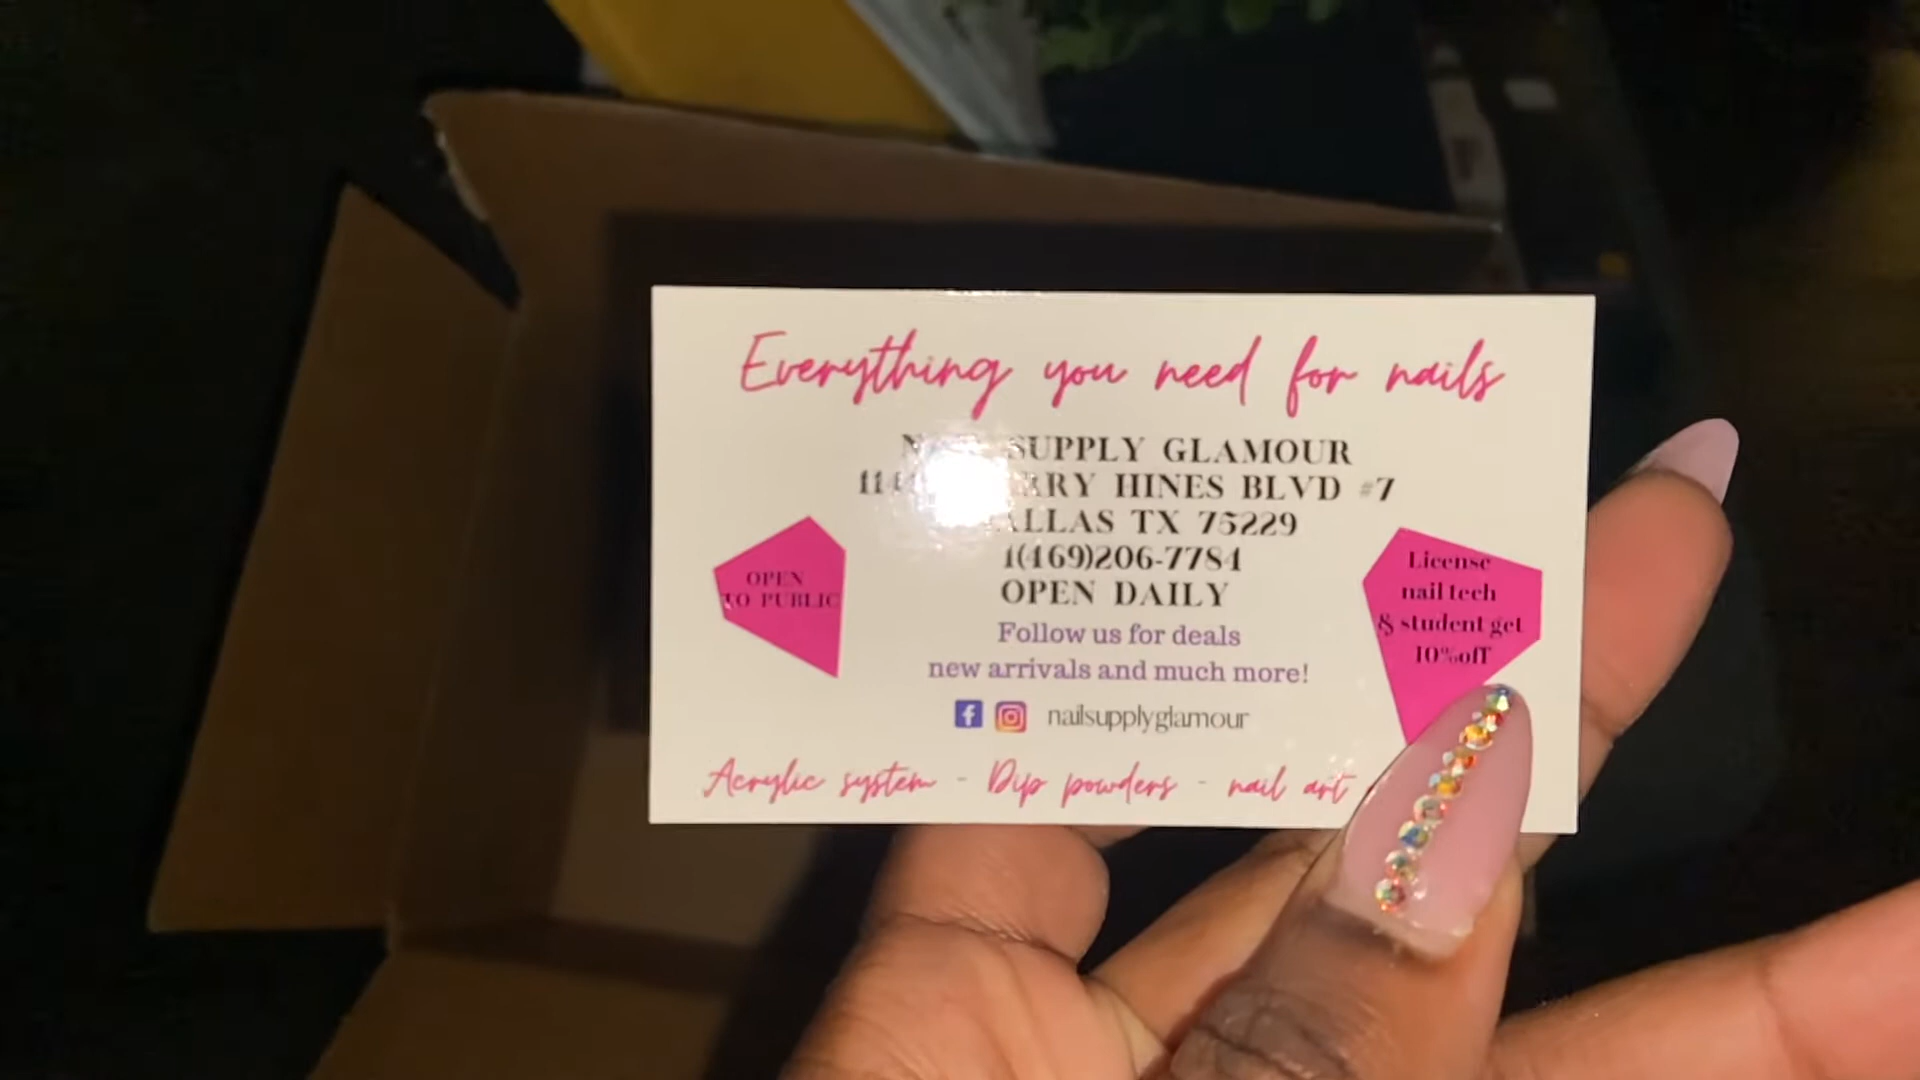 Everything you need for nails
SUPPLY GLAMOUR
HINES BLVD #7
TX 75229
1(469)206-7784
OPEN DAILY
Follow us for deals
new arrivals and much more!
nailsupplyglamour
OPEN
TO PUBLIC
License
nail tech
& student get
10%off
Acrylic system - Dip powders - nail art